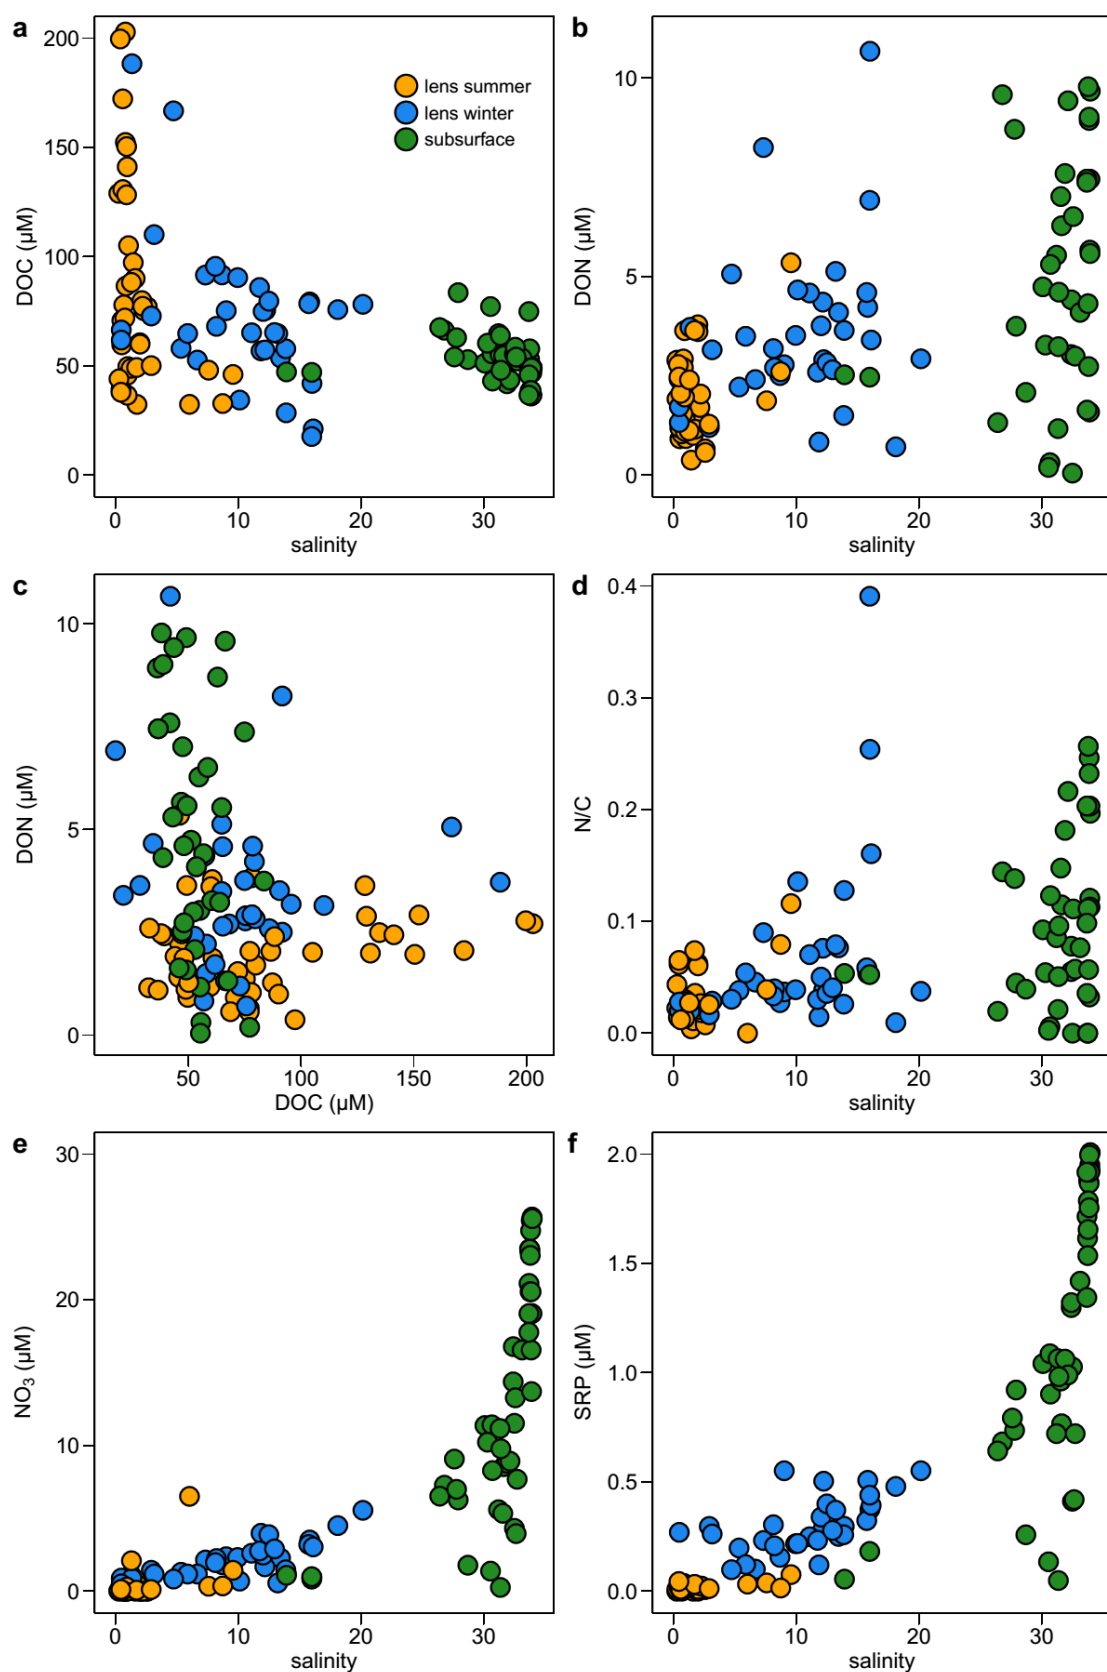 a
200
150
100
50
0
DOC (µM)
lens summer
lens winter
subsurface
0 10 20 30
salinity
b
10
5
0
DON (µM)
0 10 20 30
salinity
c
10
5
0
DON (µM)
50 100 150 200
DOC (µM)
d
0.4
0.3
0.2
0.1
0.0
N/C
0 10 20 30
salinity
e
30
20
10
0
NO₃ (µM)
0 10 20 30
salinity
f
2.0
1.5
1.0
0.5
0.0
SRP (µM)
0 10 20 30
salinity